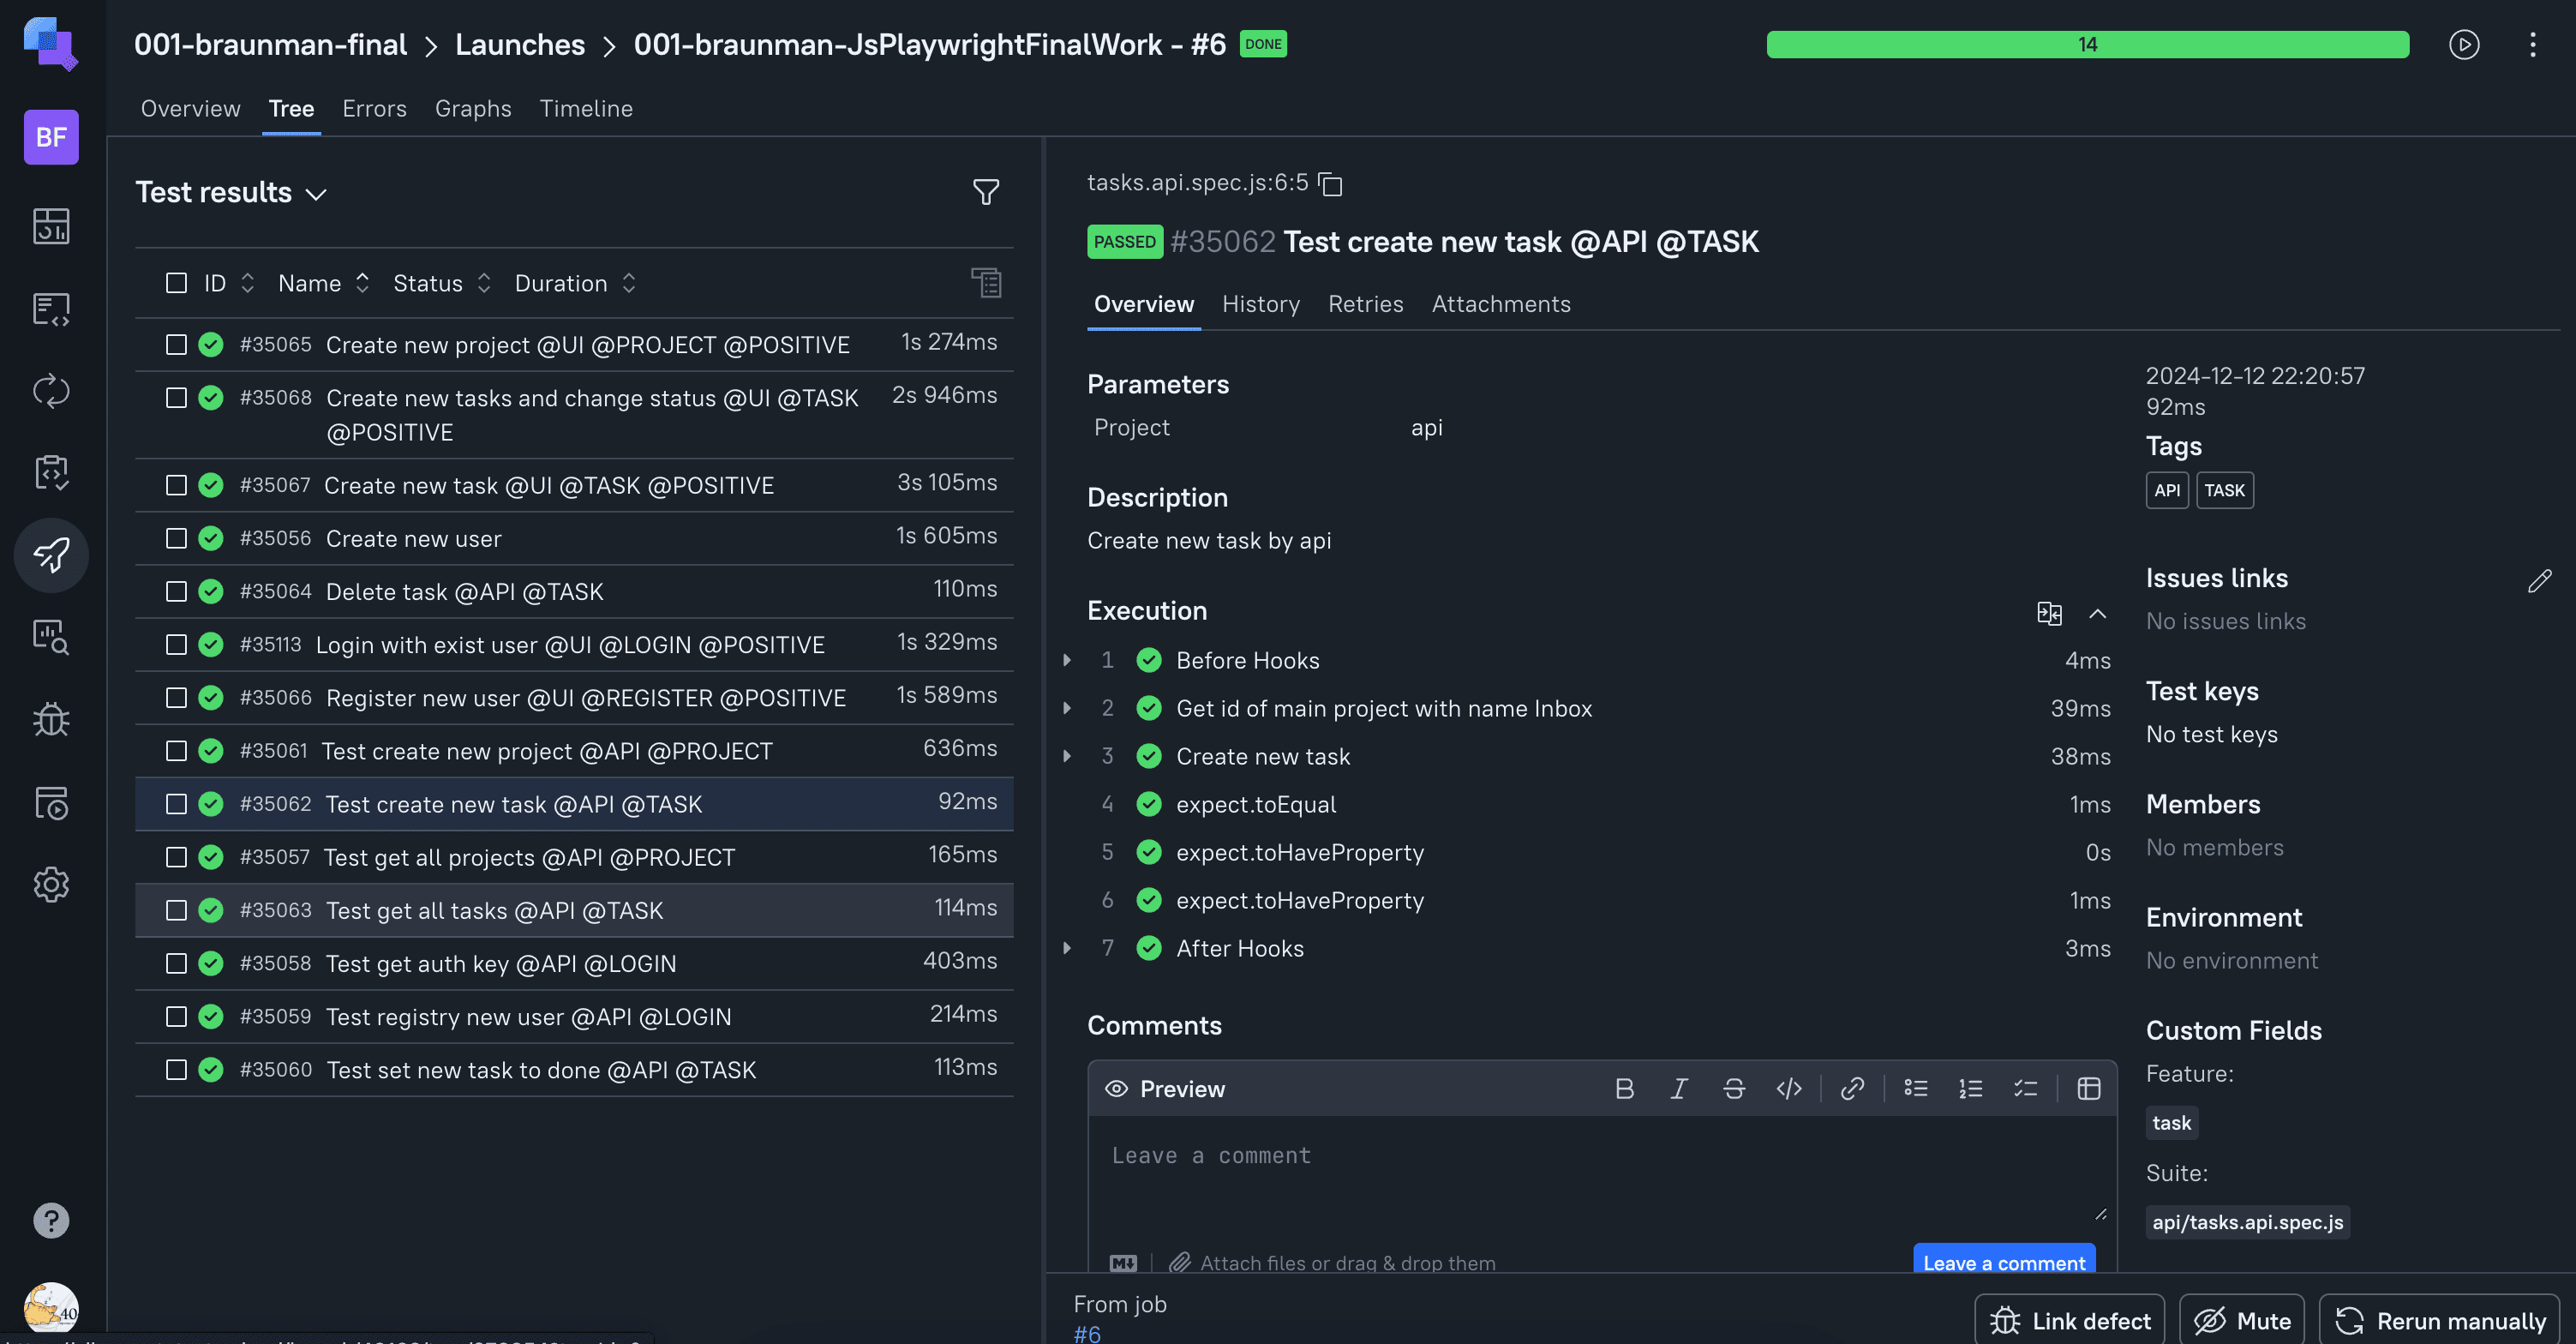 001-braunman-final > Launches > 001-braunman-JsPlaywrightFinalWork - #6 DONE
14
BF
Overview Tree Errors Graphs Timeline
Test results
ID Name Status Duration
#35065 Create new project @UI @PROJECT @POSITIVE 1s 274ms
#35068 Create new tasks and change status @UI @TASK 2s 946ms
@POSITIVE
#35067 Create new task @UI @TASK @POSITIVE 3s 105ms
#35056 Create new user 1s 605ms
#35064 Delete task @API @TASK 110ms
#35113 Login with exist user @UI @LOGIN @POSITIVE 1s 329ms
#35066 Register new user @UI @REGISTER @POSITIVE 1s 589ms
#35061 Test create new project @API @PROJECT 636ms
#35062 Test create new task @API @TASK 92ms
#35057 Test get all projects @API @PROJECT 165ms
#35063 Test get all tasks @API @TASK 114ms
#35058 Test get auth key @API @LOGIN 403ms
#35059 Test registry new user @API @LOGIN 214ms
#35060 Test set new task to done @API @TASK 113ms
40
tasks.api.spec.js:6:5
PASSED #35062 Test create new task @API @TASK
Overview History Retries Attachments
Parameters
Project api
Description
Create new task by api
Execution
1 Before Hooks 4ms
2 Get id of main project with name Inbox 39ms
3 Create new task 38ms
4 expect.toEqual 1ms
5 expect.toHaveProperty 0s
6 expect.toHaveProperty 1ms
7 After Hooks 3ms
Comments
Preview
Leave a comment
Attach files or drag & drop them
Leave a comment
2024-12-12 22:20:57
92ms
Tags
API TASK
Issues links
No issues links
Test keys
No test keys
Members
No members
Environment
No environment
Custom Fields
Feature:
task
Suite:
api/tasks.api.spec.js
From job
#6
Link defect Mute Rerun manually